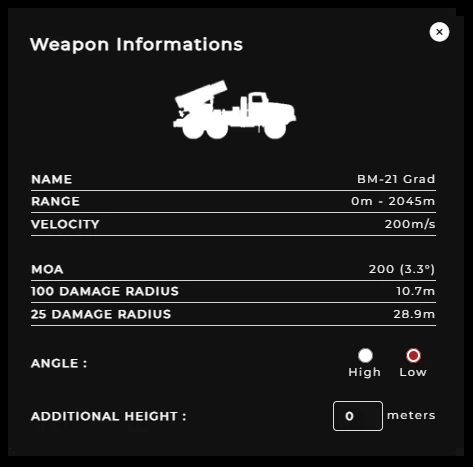 Weapon Informations
NAME BM-21 Grad
RANGE 0m - 2045m
VELOCITY 200m/s
MOA 200 (3.3°)
100 DAMAGE RADIUS 10.7m
25 DAMAGE RADIUS 28.9m
ANGLE : High Low
ADDITIONAL HEIGHT : 0 meters